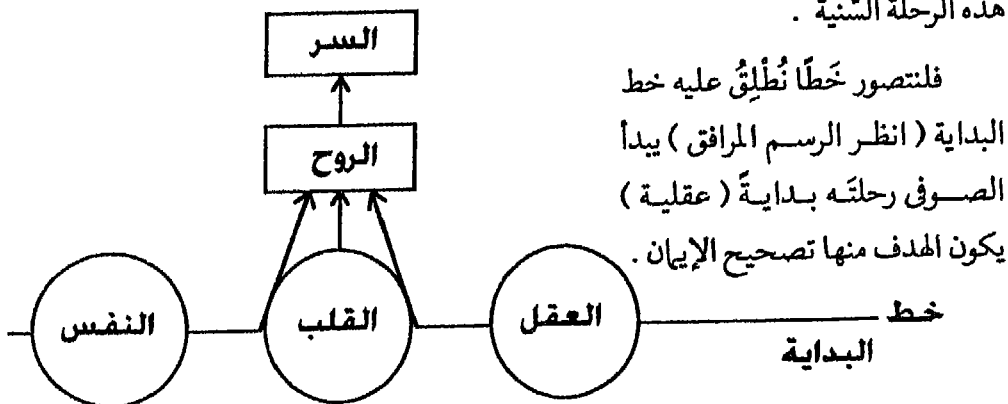 هذه الرحلة السَّنية .
فلنتصور خَطًّا نُطْلِقُ عليه خط
البداية ( انظر الرسم المرافق ) يبدأ
الصوفى رحلتَه بدايةً ( عقلية )
يكون الهدف منها تصحيح الإيمان .
السر
الروح
خط
البداية
العقل
القلب
النفس